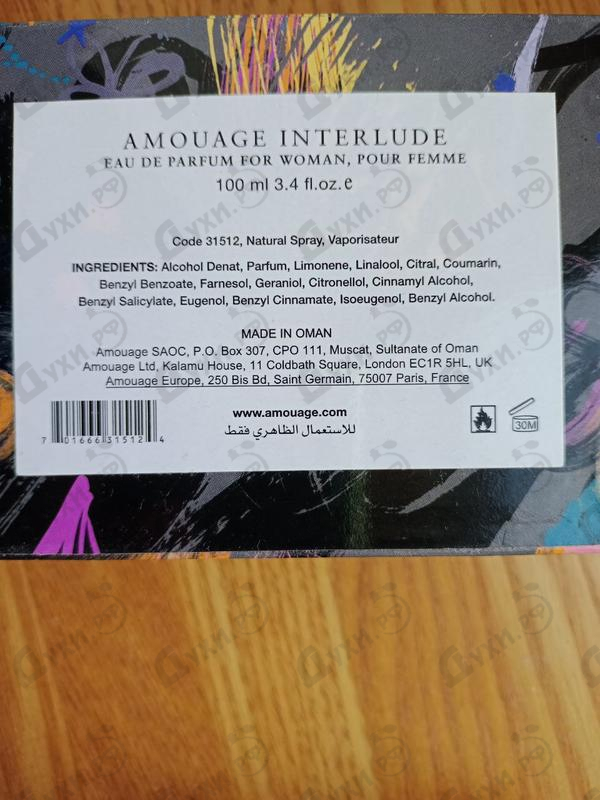 AMOUAGE INTERLUDE
EAU DE PARFUM FOR WOMAN, POUR FEMME
100 ml 3.4 fl.oz.e
Code 31512, Natural Spray, Vaporisateur
INGREDIENTS: Alcohol Denat, Parfum, Limonene, Linalool, Citral, Coumarin,
Benzyl Benzoate, Farnesol, Geraniol, Citronellol, Cinnamyl Alcohol,
Benzyl Salicylate, Eugenol, Benzyl Cinnamate, Isoeugenol, Benzyl Alcohol.
MADE IN OMAN
Amouage SAOC, P.O. Box 307, CPO 111, Muscat, Sultanate of Oman
Amouage Ltd, Kalamu House, 11 Coldbath Square, London EC1R 5HL, UK
Amouage Europe, 250 Bis Bd, Saint Germain, 75007 Paris, France
www.amouage.com
للاستعمال الظاهري فقط
7 01666 31512 4
30M
Духи.рф